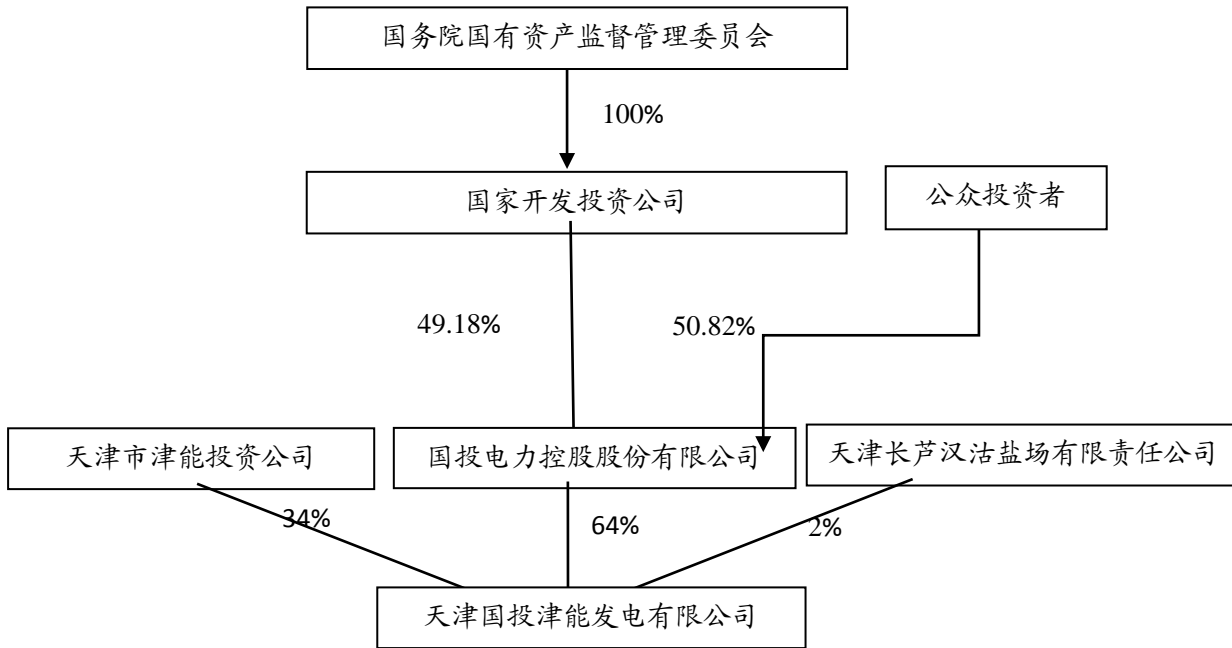 国务院国有资产监督管理委员会
100%
国家开发投资公司
公众投资者
49.18%
50.82%
天津市津能投资公司
国投电力控股股份有限公司
天津长芦汉沽盐场有限责任公司
34%
64%
2%
天津国投津能发电有限公司